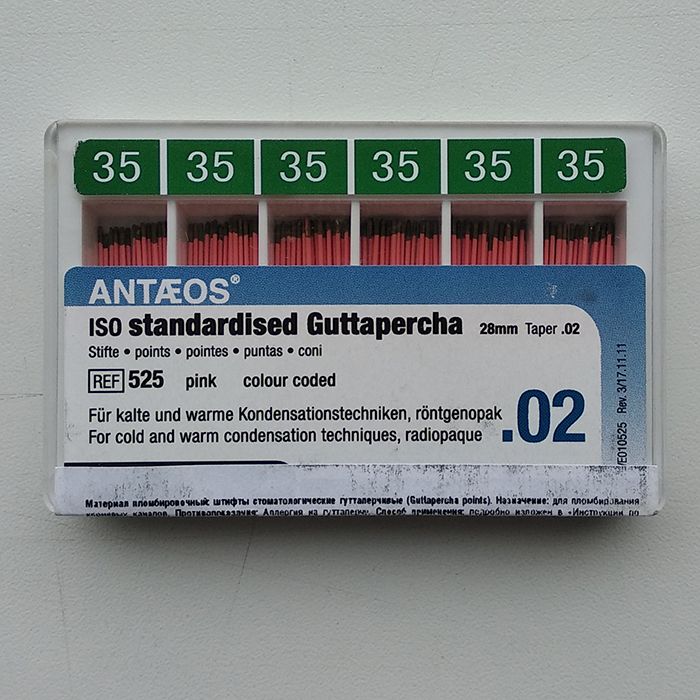 35 35 35 35 35 35
ANTÆOS®
ISO standardised Guttapercha 28mm Taper .02
Stifte • points • pointes • puntas • coni
REF 525 pink colour coded
Für kalte und warme Kondensationstechniken, röntgenopak
For cold and warm condensation techniques, radiopaque
.02
/E010525 Rev. 3/17.11.11
Материал пломбировочный: штифты стоматологические гуттаперчивые (Guttapercha points). Назначение: для пломбирования
корневых каналов. Противопоказания: Аллергия на гуттаперчу. Способ применения: подробно изложен в «Инструкции по